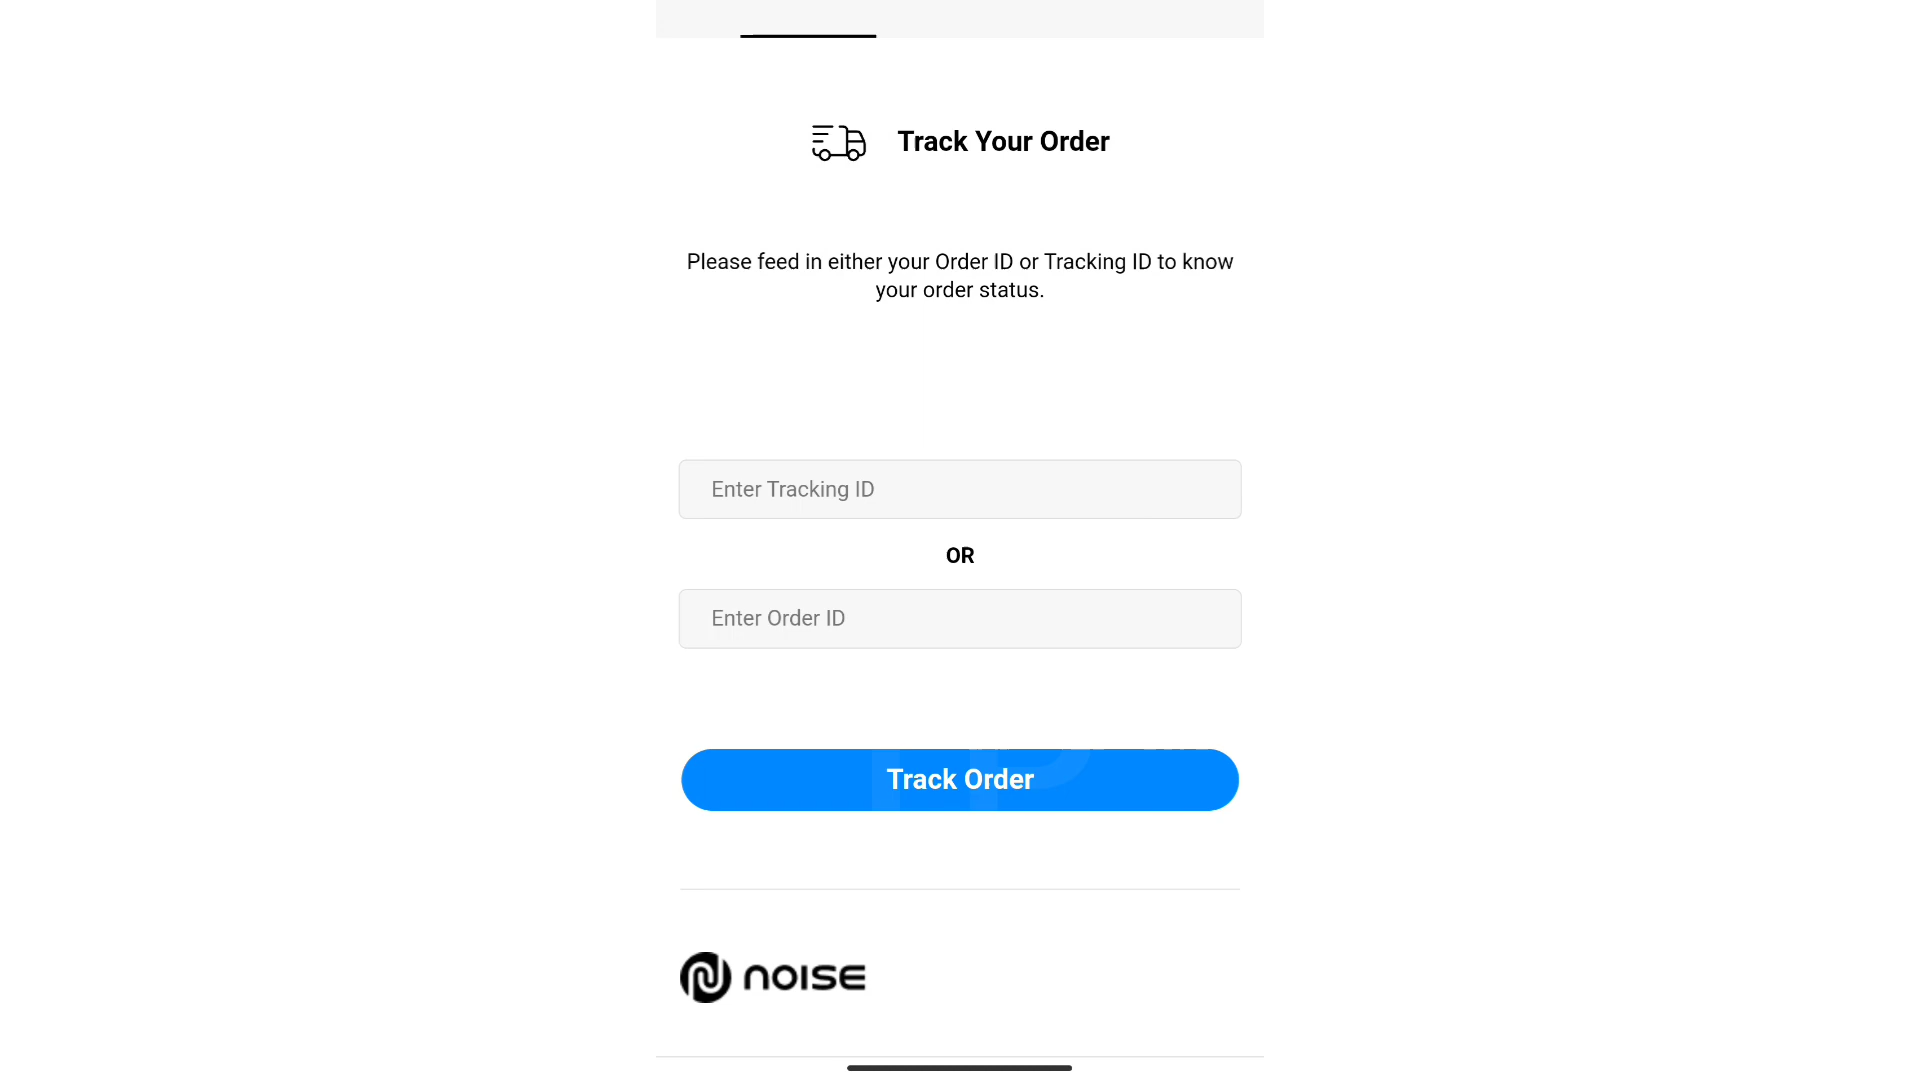 Track Your Order
Please feed in either your Order ID or Tracking ID to know
your order status.
Enter Tracking ID
OR
Enter Order ID
Track Order
NOISE